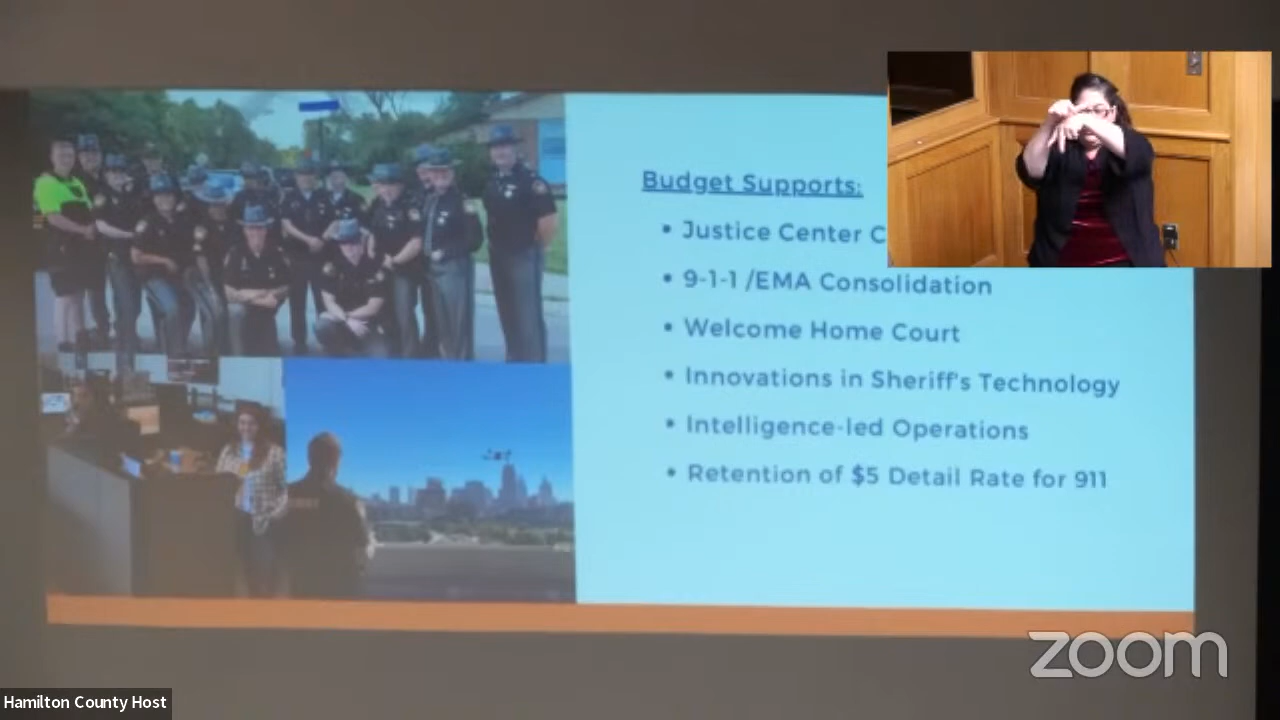 Budget Supports:
• Justice Center C
• 9-1-1 /EMA Consolidation
• Welcome Home Court
• Innovations in Sheriff's Technology
• Intelligence-led Operations
• Retention of $5 Detail Rate for 911
zoom
Hamilton County Host